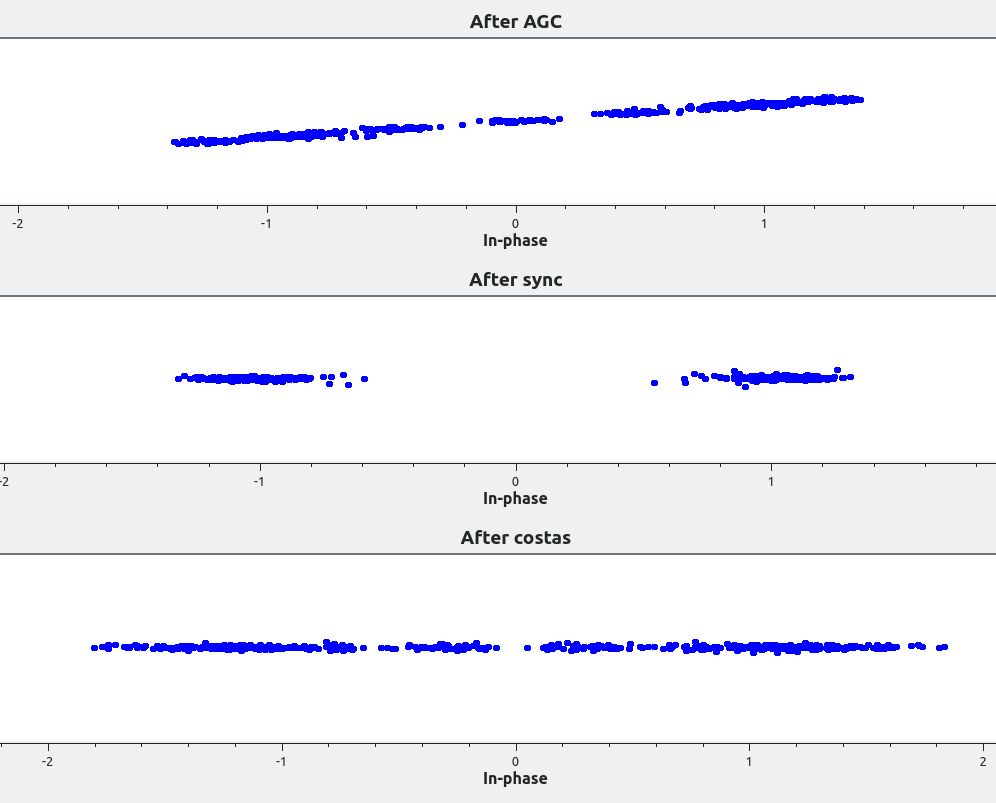 After AGC
-2 -1 0 1
In-phase
After sync
-2 -1 0 1
In-phase
After costas
-2 -1 0 1 2
In-phase